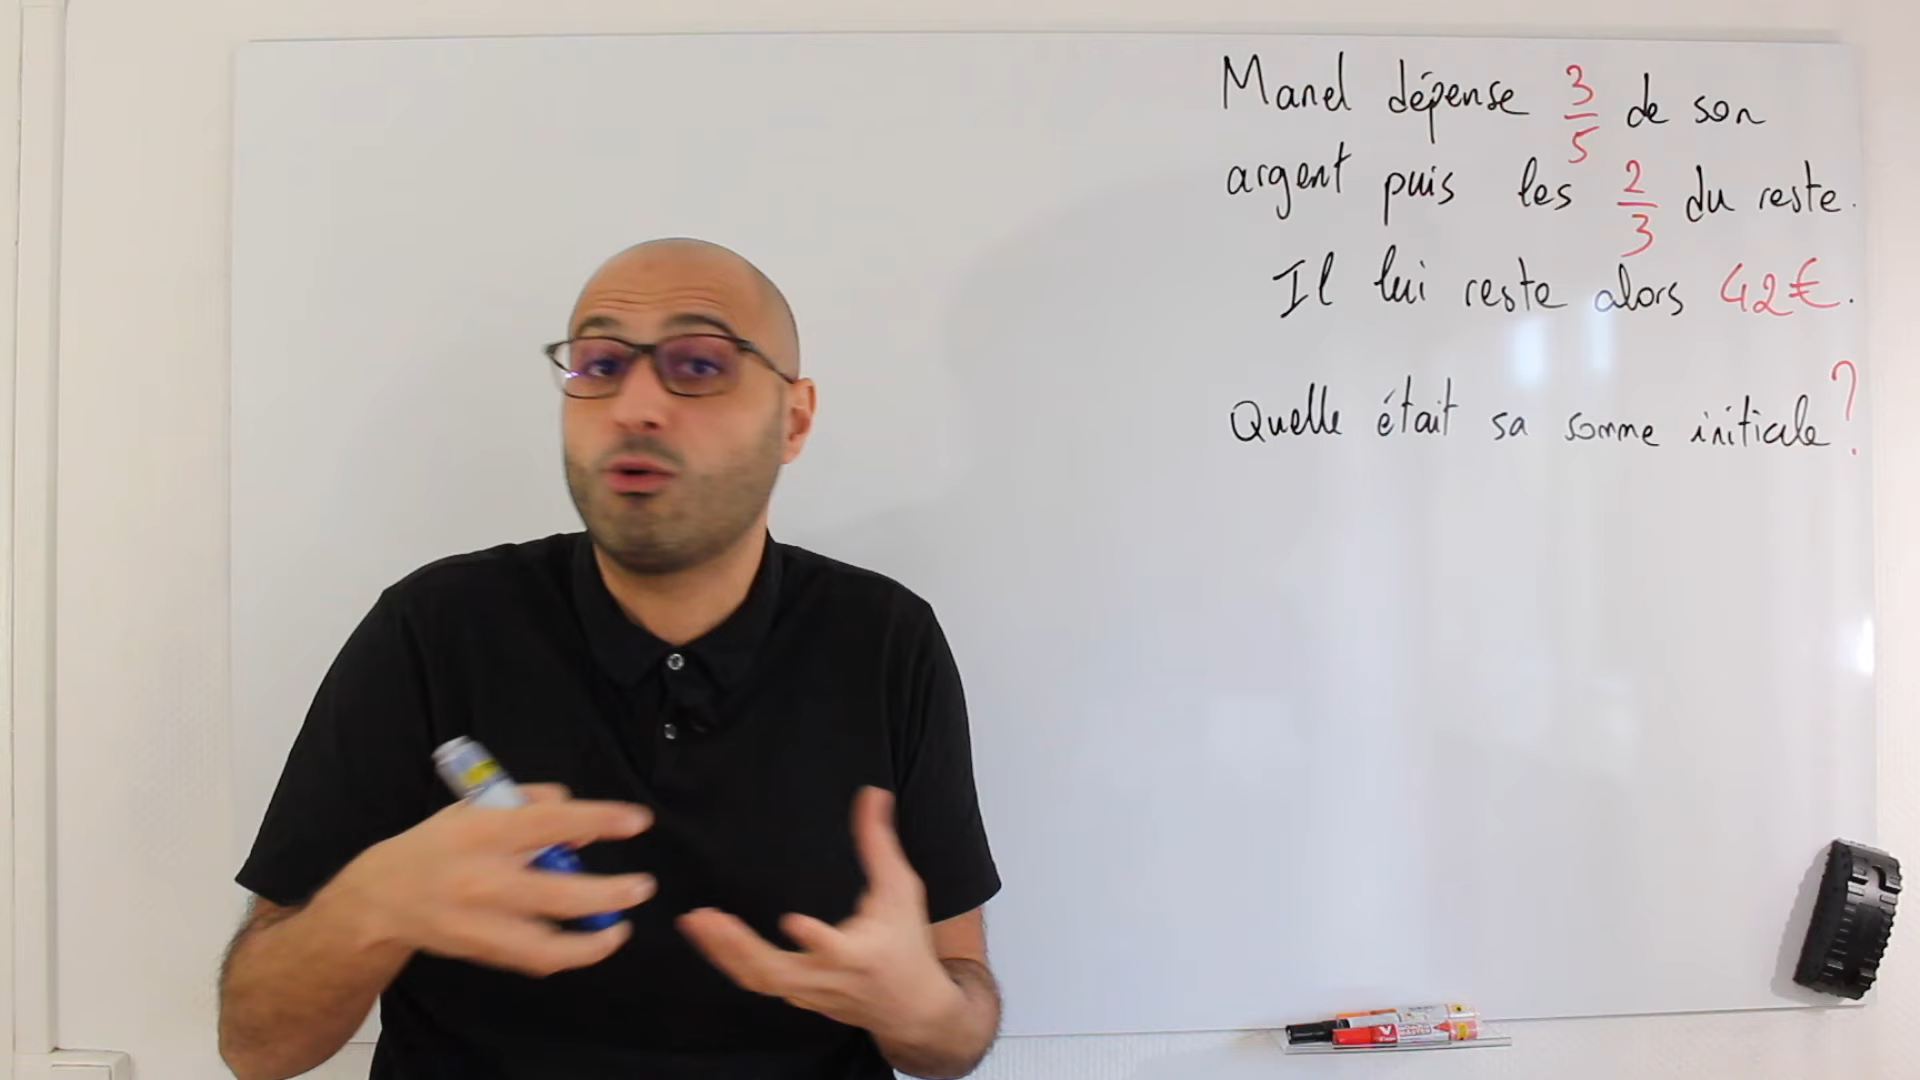 Manel dépense 3/5 de son
argent puis les 2/3 du reste.
Il lui reste alors 42€.
Quelle était sa somme initiale ?